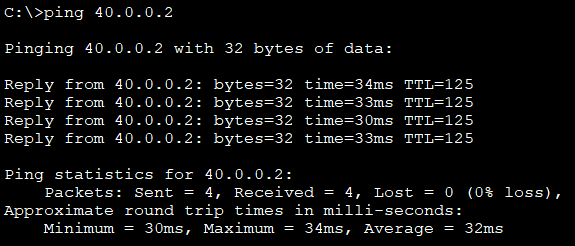 C:\>ping 40.0.0.2
Pinging 40.0.0.2 with 32 bytes of data:
Reply from 40.0.0.2: bytes=32 time=34ms TTL=125
Reply from 40.0.0.2: bytes=32 time=33ms TTL=125
Reply from 40.0.0.2: bytes=32 time=30ms TTL=125
Reply from 40.0.0.2: bytes=32 time=33ms TTL=125
Ping statistics for 40.0.0.2:
    Packets: Sent = 4, Received = 4, Lost = 0 (0% loss),
Approximate round trip times in milli-seconds:
    Minimum = 30ms, Maximum = 34ms, Average = 32ms